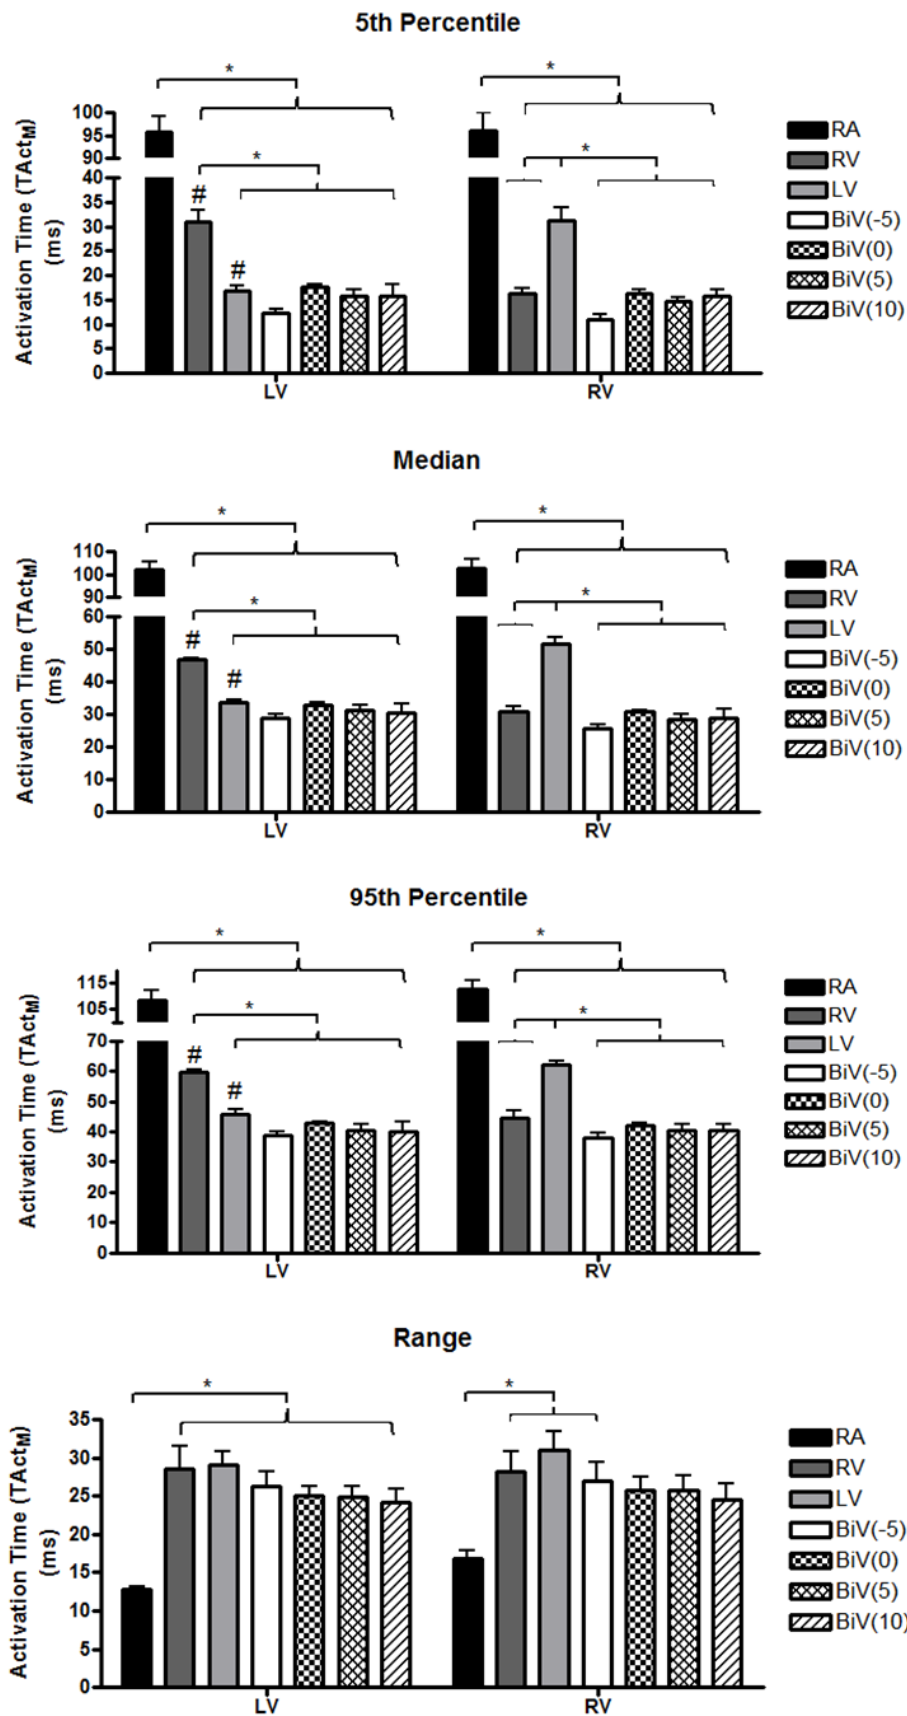 5th Percentile
*
*
100
95
90
40
35
30
25
20
15
10
5
0
Activation Time (TActM)
(ms)
*
#
#
*
LV
RV
RA
RV
LV
BiV(-5)
BiV(0)
BiV(5)
BiV(10)
Median
*
*
110
100
90
60
50
40
30
20
10
0
Activation Time (TActM)
(ms)
*
#
#
*
LV
RV
RA
RV
LV
BiV(-5)
BiV(0)
BiV(5)
BiV(10)
95th Percentile
*
*
115
105
70
60
50
40
30
20
10
0
Activation Time (TActM)
(ms)
*
#
#
*
LV
RV
RA
RV
LV
BiV(-5)
BiV(0)
BiV(5)
BiV(10)
Range
*
*
35
30
25
20
15
10
5
0
Activation Time (TActM)
(ms)
LV
RV
RA
RV
LV
BiV(-5)
BiV(0)
BiV(5)
BiV(10)